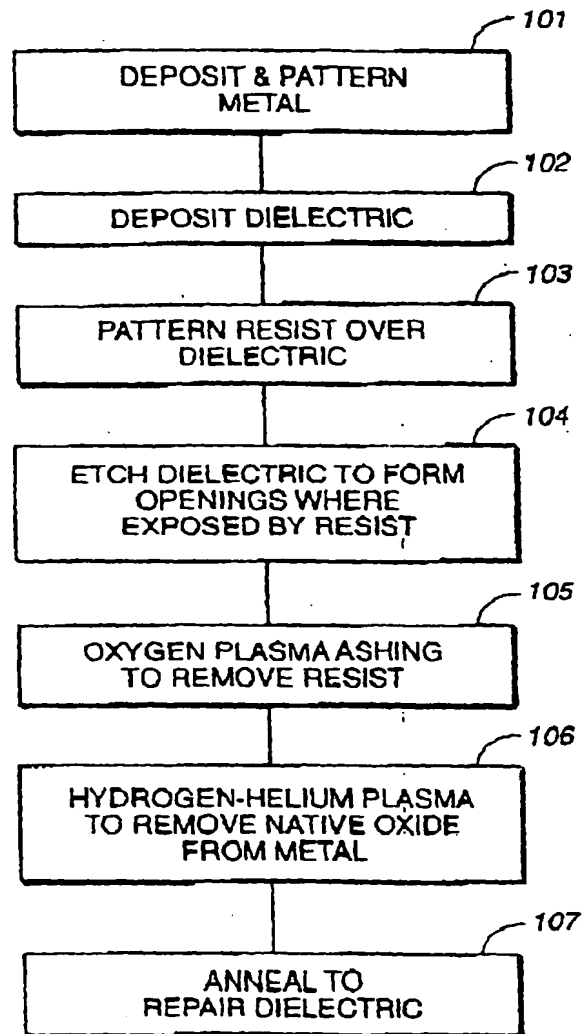 101
DEPOSIT & PATTERN
METAL
102
DEPOSIT DIELECTRIC
103
PATTERN RESIST OVER
DIELECTRIC
104
ETCH DIELECTRIC TO FORM
OPENINGS WHERE
EXPOSED BY RESIST
105
OXYGEN PLASMA ASHING
TO REMOVE RESIST
106
HYDROGEN-HELIUM PLASMA
TO REMOVE NATIVE OXIDE
FROM METAL
107
ANNEAL TO
REPAIR DIELECTRIC